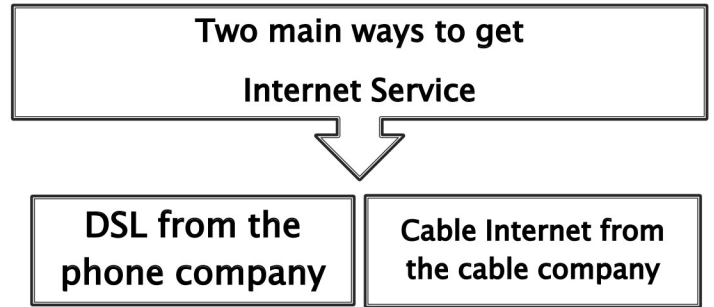 Two main ways to get
Internet Service
DSL from the
phone company
Cable Internet from
the cable company